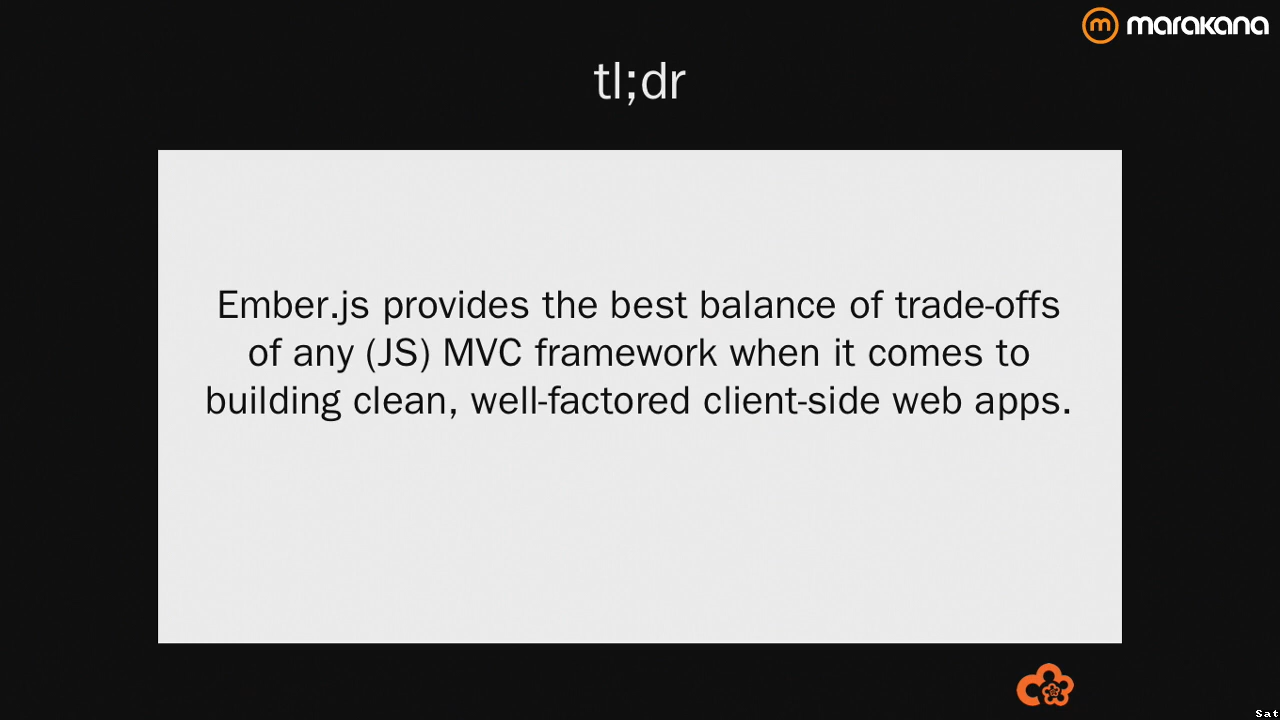 marakana
tl;dr
Ember.js provides the best balance of trade-offs
of any (JS) MVC framework when it comes to
building clean, well-factored client-side web apps.
Sat